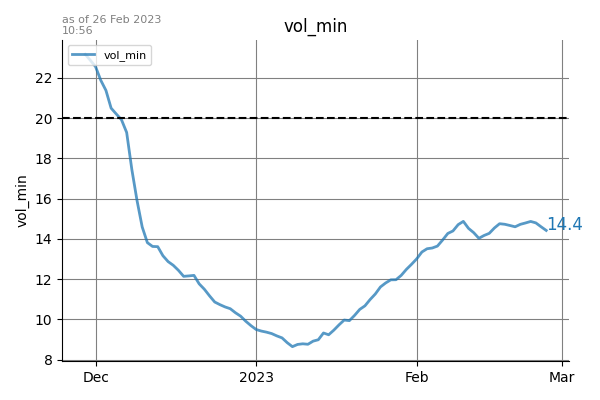 as of 26 Feb 2023
10:56
vol_min
vol_min
22
20
18
16
14
12
10
8
vol_min
14.4
Dec
2023
Feb
Mar